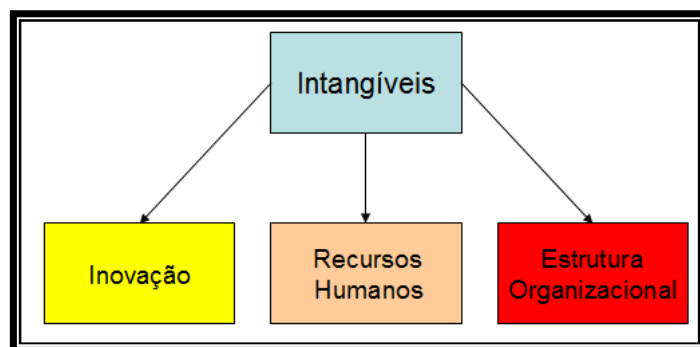 Intangíveis
Inovação
Recursos
Humanos
Estrutura
Organizacional